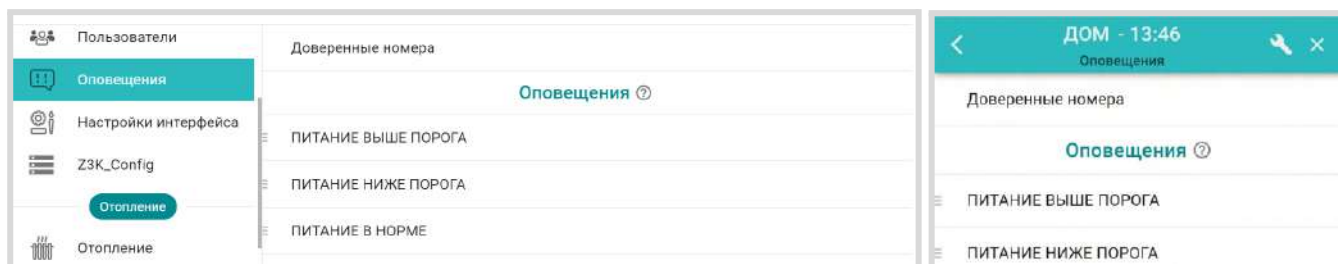 Пользователи
Оповещения
Настройки интерфейса
Z3K_Config
Отопление
Отопление
Доверенные номера
Оповещения ?
ПИТАНИЕ ВЫШЕ ПОРОГА
ПИТАНИЕ НИЖЕ ПОРОГА
ПИТАНИЕ В НОРМЕ
ДОМ - 13:46
Оповещения
Доверенные номера
Оповещения ?
ПИТАНИЕ ВЫШЕ ПОРОГА
ПИТАНИЕ НИЖЕ ПОРОГА